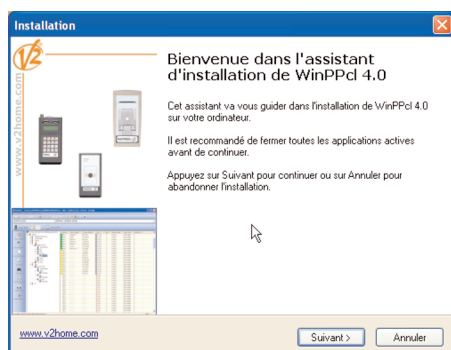 Installation
V2
www.v2home.com
Bienvenue dans l'assistant
d'installation de WinPPcl 4.0
Cet assistant va vous guider dans l'installation de WinPPcl 4.0
sur votre ordinateur.
Il est recommandé de fermer toutes les applications actives
avant de continuer.
Appuyez sur Suivant pour continuer ou sur Annuler pour
abandonner l'installation.
www.v2home.com
Suivant >
Annuler